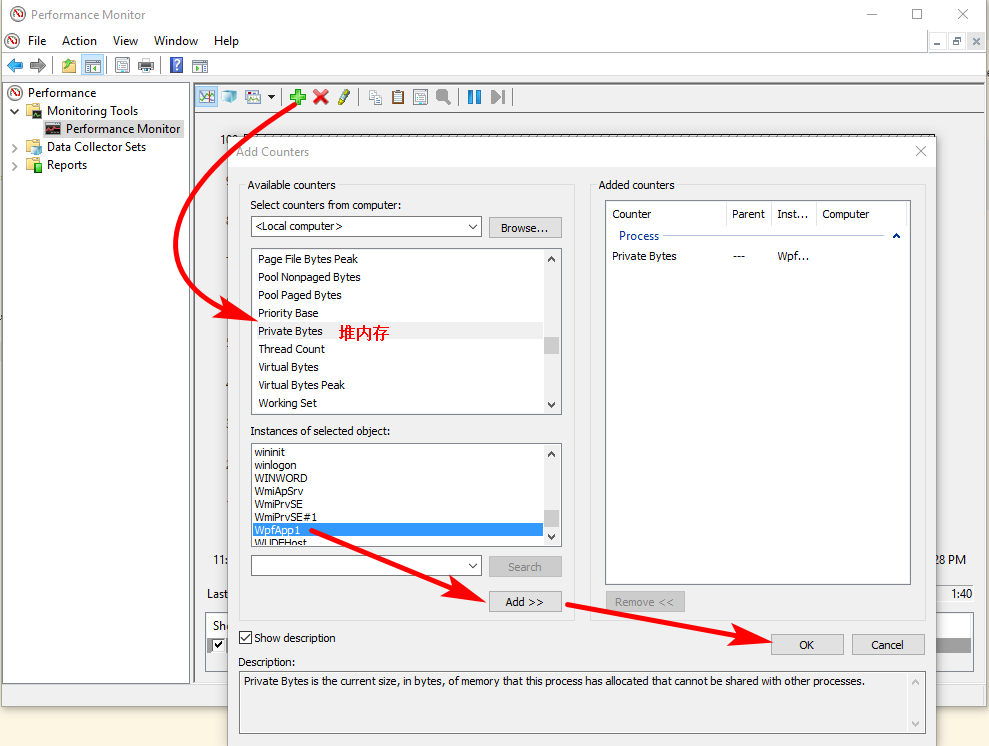 Performance Monitor
File Action View Window Help
Performance
Monitoring Tools
Performance Monitor
Data Collector Sets
Reports
Add Counters
Available counters
Select counters from computer:
<Local computer>
Browse...
Page File Bytes Peak
Pool Nonpaged Bytes
Pool Paged Bytes
Priority Base
Private Bytes 堆内存
Thread Count
Virtual Bytes
Virtual Bytes Peak
Working Set
Instances of selected object:
wininit
winlogon
WINWORD
WmiApSrv
WmiPrvSE
WmiPrvSE#1
WpfApp1
WUDFHost
Search
Add >>
Added counters
Counter Parent Inst... Computer
Process
Private Bytes --- Wpf...
Remove <<
Show description
OK
Cancel
Description:
Private Bytes is the current size, in bytes, of memory that this process has allocated that cannot be shared with other processes.
100
11:
28 PM
Last
1:40
Sho